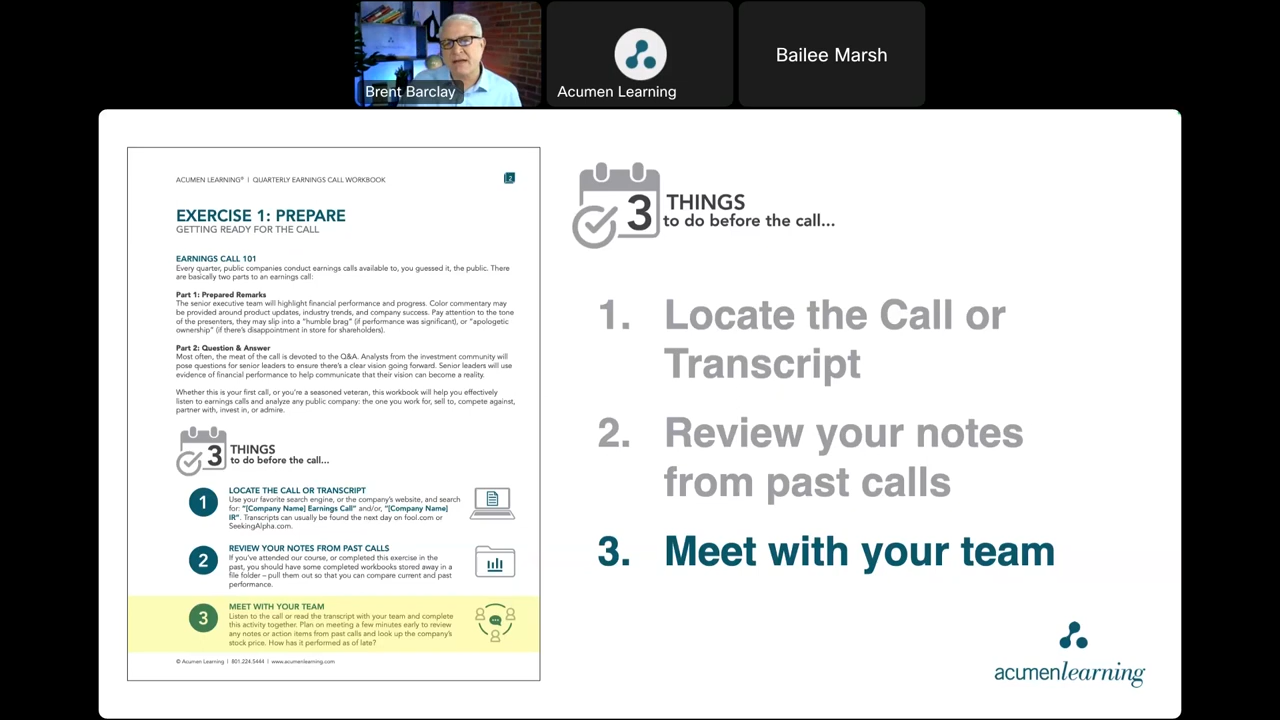 Brent Barclay
Acumen Learning
Bailee Marsh
ACUMEN LEARNING® | QUARTERLY EARNINGS CALL WORKBOOK
2
EXERCISE 1: PREPARE
GETTING READY FOR THE CALL
EARNINGS CALL 101
Every quarter, public companies conduct earnings calls available to, you guessed it, the public. There
are basically two parts to an earnings call:
Part 1: Prepared Remarks
The senior executive team will highlight financial performance and progress. Color commentary may
be provided around product updates, industry trends, and company success. Pay attention to the tone
of the presenters, they may slip into a “humble brag” (if performance was significant), or “apologetic
ownership” (if there’s disappointment in store for shareholders).
Part 2: Question & Answer
Most often, the meat of the call is devoted to the Q&A. Analysts from the investment community will
pose questions for senior leaders to ensure there’s a clear vision going forward. Senior leaders will use
evidence of financial performance to help communicate that their vision can become a reality.
Whether this is your first call, or you’re a seasoned veteran, this workbook will help you effectively
listen to earnings calls and analyze any public company: the one you work for, sell to, compete against,
partner with, invest in, or admire.
3 THINGS
to do before the call...
1
LOCATE THE CALL OR TRANSCRIPT
Use your favorite search engine, or the company’s website, and search
for: “[Company Name] Earnings Call” and/or, “[Company Name]
IR”. Transcripts can usually be found the next day on fool.com or
SeekingAlpha.com.
2
REVIEW YOUR NOTES FROM PAST CALLS
If you’ve attended our course, or completed this exercise in the
past, you should have some completed workbooks stored away in a
file folder – pull them out so that you can compare current and past
performance.
3
MEET WITH YOUR TEAM
Listen to the call or read the transcript with your team and complete
this activity together. Plan on meeting a few minutes early to review
any notes or action items from past calls and look up the company’s
stock price. How has it performed as of late?
© Acumen Learning | 801.224.5444 | www.acumenlearning.com
3 THINGS
to do before the call...
1. Locate the Call or
Transcript
2. Review your notes
from past calls
3. Meet with your team
acumenlearning